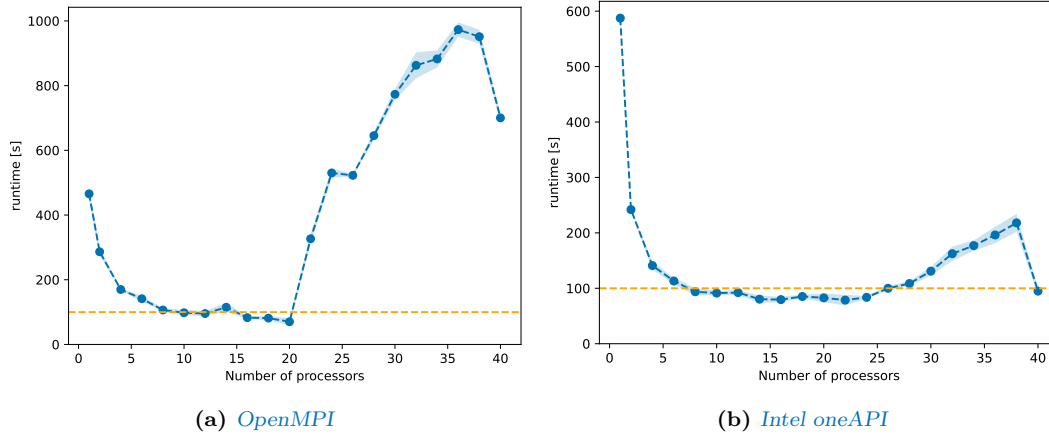 1000
800
600
400
200
0
runtime [s]
0 5 10 15 20 25 30 35 40
Number of processors
(a) OpenMPI
600
500
400
300
200
100
0
runtime [s]
0 5 10 15 20 25 30 35 40
Number of processors
(b) Intel oneAPI